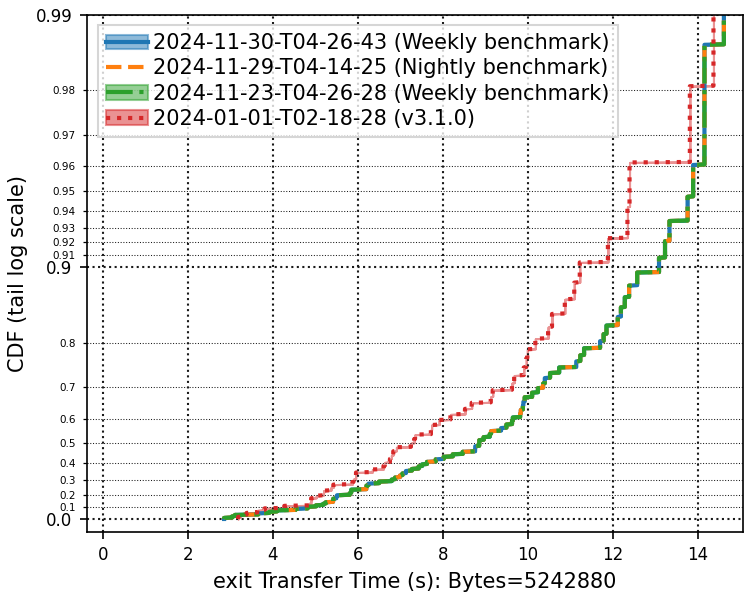 0.99
2024-11-30-T04-26-43 (Weekly benchmark)
2024-11-29-T04-14-25 (Nightly benchmark)
2024-11-23-T04-26-28 (Weekly benchmark)
2024-01-01-T02-18-28 (v3.1.0)
0.98
0.97
0.96
0.95
0.94
0.93
0.92
0.91
0.9
0.8
0.7
0.6
0.5
0.4
0.3
0.2
0.1
0.0
CDF (tail log scale)
0 2 4 6 8 10 12 14
exit Transfer Time (s): Bytes=5242880